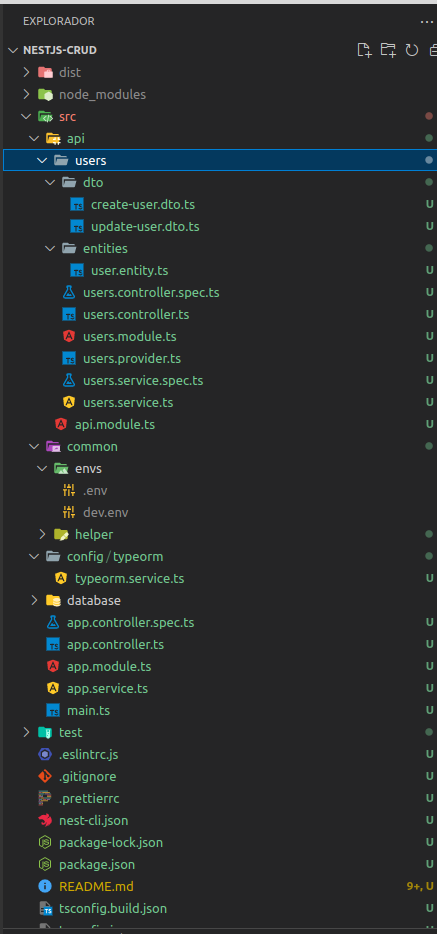 EXPLORADOR
NESTJS-CRUD
dist
node_modules
src
api
users
dto
create-user.dto.ts U
update-user.dto.ts U
entities
user.entity.ts U
users.controller.spec.ts U
users.controller.ts U
users.module.ts U
users.provider.ts U
users.service.spec.ts U
users.service.ts U
api.module.ts U
common
envs
.env
dev.env
helper
config / typeorm
typeorm.service.ts U
database
app.controller.spec.ts U
app.controller.ts U
app.module.ts U
app.service.ts U
main.ts U
test
.eslintrc.js U
.gitignore U
.prettierrc U
nest-cli.json U
package-lock.json U
package.json U
README.md 9+, U
tsconfig.build.json U